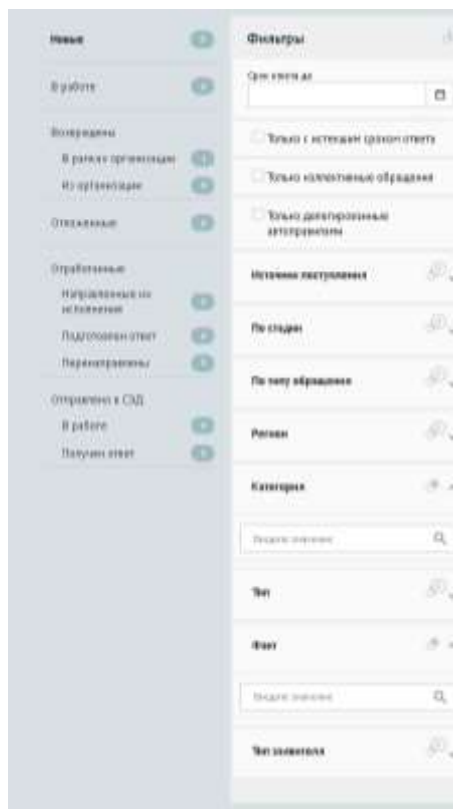 Новые
В работе
Возвращены
В рамках организации
Из организации
Отложенные
Отработанные
Направленные на
исполнение
Подготовлен ответ
Перенаправлены
Отправлено в СЭД
В работе
Получен ответ
Фильтры
Срок ответа до
Только с истекшим сроком ответа
Только коллективные обращения
Только делегированные
автоправилом
Источник поступления
По стадии
По типу обращения
Регион
Категория
Введите значение
Тип
Факт
Введите значение
Тип заявителя